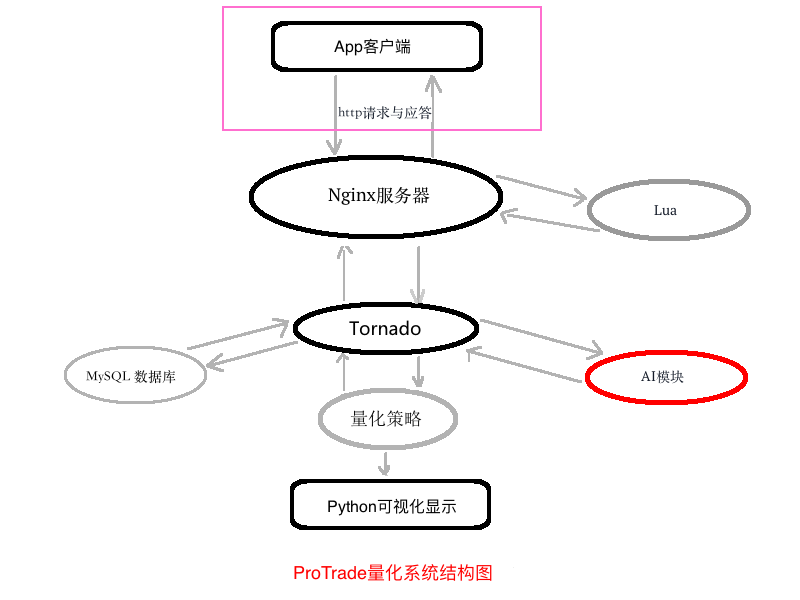 App客户端
http请求与应答
Nginx服务器
Lua
Tornado
MySQL 数据库
AI模块
量化策略
Python可视化显示
ProTrade量化系统结构图